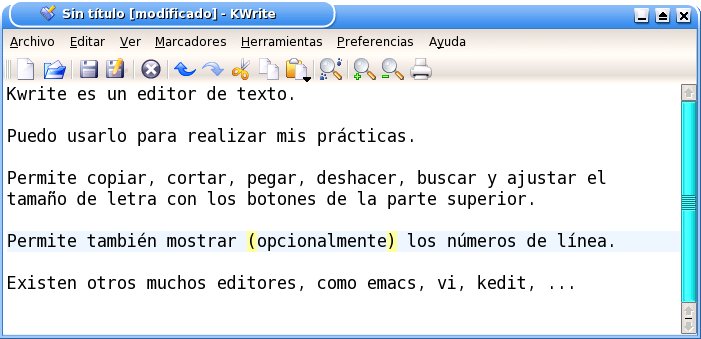 Sin título [modificado] - KWrite
Archivo Editar Ver Marcadores Herramientas Preferencias Ayuda
Kwrite es un editor de texto.
Puedo usarlo para realizar mis prácticas.
Permite copiar, cortar, pegar, deshacer, buscar y ajustar el
tamaño de letra con los botones de la parte superior.
Permite también mostrar (opcionalmente) los números de línea.
Existen otros muchos editores, como emacs, vi, kedit, ...